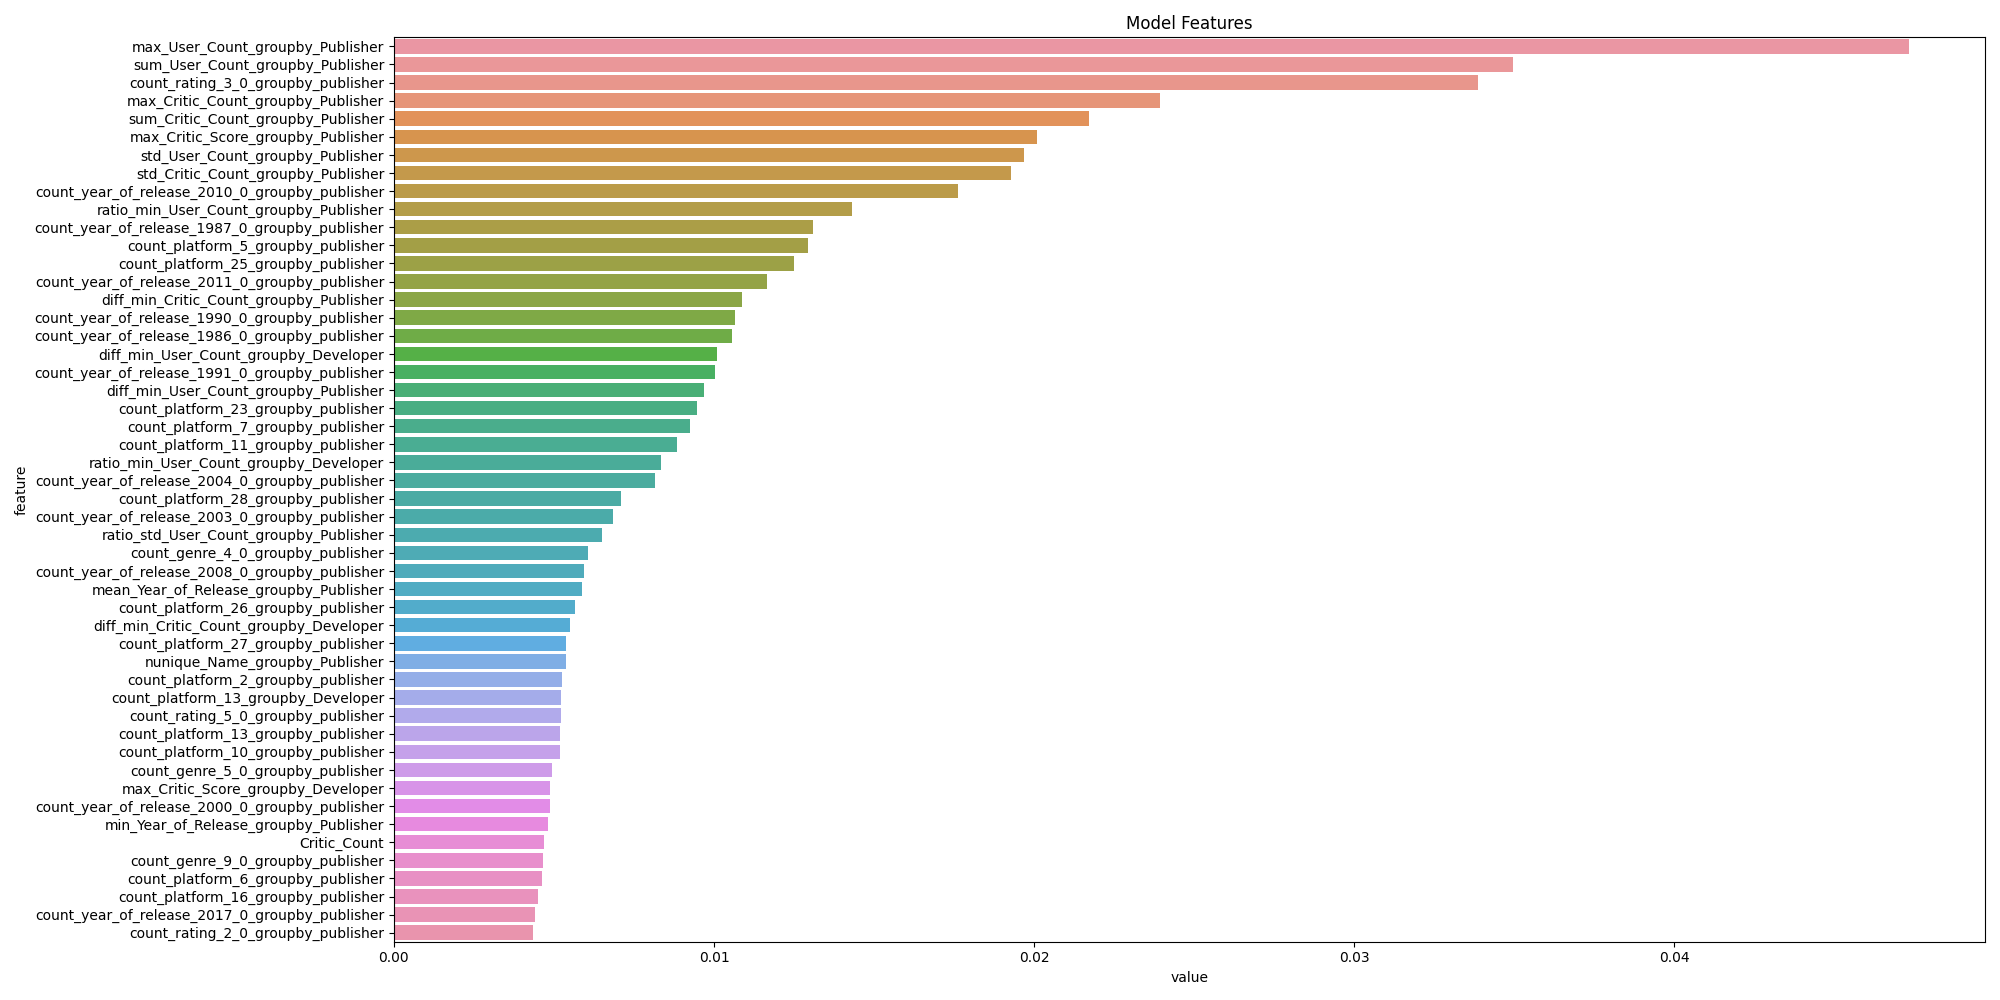 Model Features
max_User_Count_groupby_Publisher
sum_User_Count_groupby_Publisher
count_rating_3_0_groupby_publisher
max_Critic_Count_groupby_Publisher
sum_Critic_Count_groupby_Publisher
max_Critic_Score_groupby_Publisher
std_User_Count_groupby_Publisher
std_Critic_Count_groupby_Publisher
count_year_of_release_2010_0_groupby_publisher
ratio_min_User_Count_groupby_Publisher
count_year_of_release_1987_0_groupby_publisher
count_platform_5_groupby_publisher
count_platform_25_groupby_publisher
count_year_of_release_2011_0_groupby_publisher
diff_min_Critic_Count_groupby_Publisher
count_year_of_release_1990_0_groupby_publisher
count_year_of_release_1986_0_groupby_publisher
diff_min_User_Count_groupby_Developer
count_year_of_release_1991_0_groupby_publisher
diff_min_User_Count_groupby_Publisher
count_platform_23_groupby_publisher
count_platform_7_groupby_publisher
count_platform_11_groupby_publisher
ratio_min_User_Count_groupby_Developer
count_year_of_release_2004_0_groupby_publisher
count_platform_28_groupby_publisher
count_year_of_release_2003_0_groupby_publisher
ratio_std_User_Count_groupby_Publisher
count_genre_4_0_groupby_publisher
count_year_of_release_2008_0_groupby_publisher
mean_Year_of_Release_groupby_Publisher
count_platform_26_groupby_publisher
diff_min_Critic_Count_groupby_Developer
count_platform_27_groupby_publisher
nunique_Name_groupby_Publisher
count_platform_2_groupby_publisher
count_platform_13_groupby_Developer
count_rating_5_0_groupby_publisher
count_platform_13_groupby_publisher
count_platform_10_groupby_publisher
count_genre_5_0_groupby_publisher
max_Critic_Score_groupby_Developer
count_year_of_release_2000_0_groupby_publisher
min_Year_of_Release_groupby_Publisher
Critic_Count
count_genre_9_0_groupby_publisher
count_platform_6_groupby_publisher
count_platform_16_groupby_publisher
count_year_of_release_2017_0_groupby_publisher
count_rating_2_0_groupby_publisher
feature
0.00 0.01 0.02 0.03 0.04
value